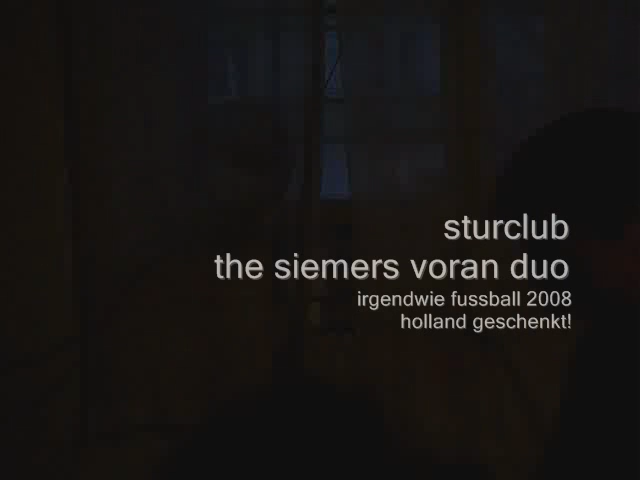 sturclub
the siemers voran duo
irgendwie fussball 2008
holland geschenkt!